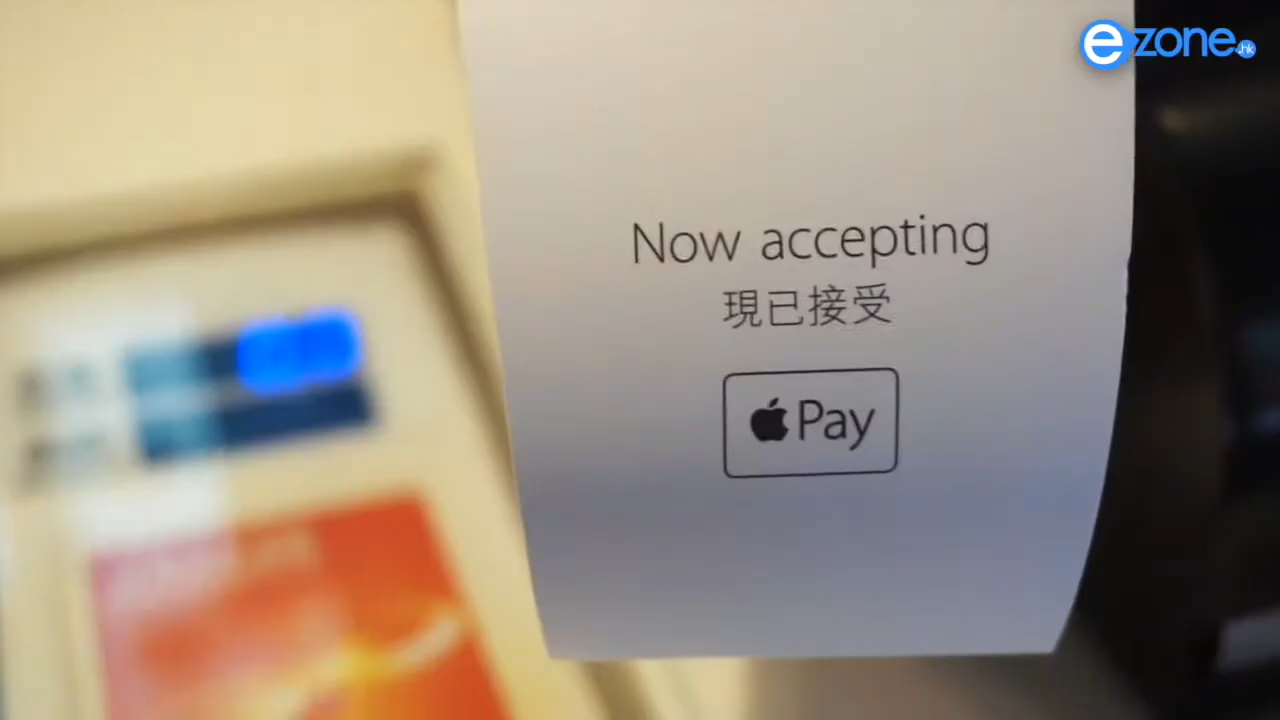 ezone.hk
Now accepting
現已接受
Pay